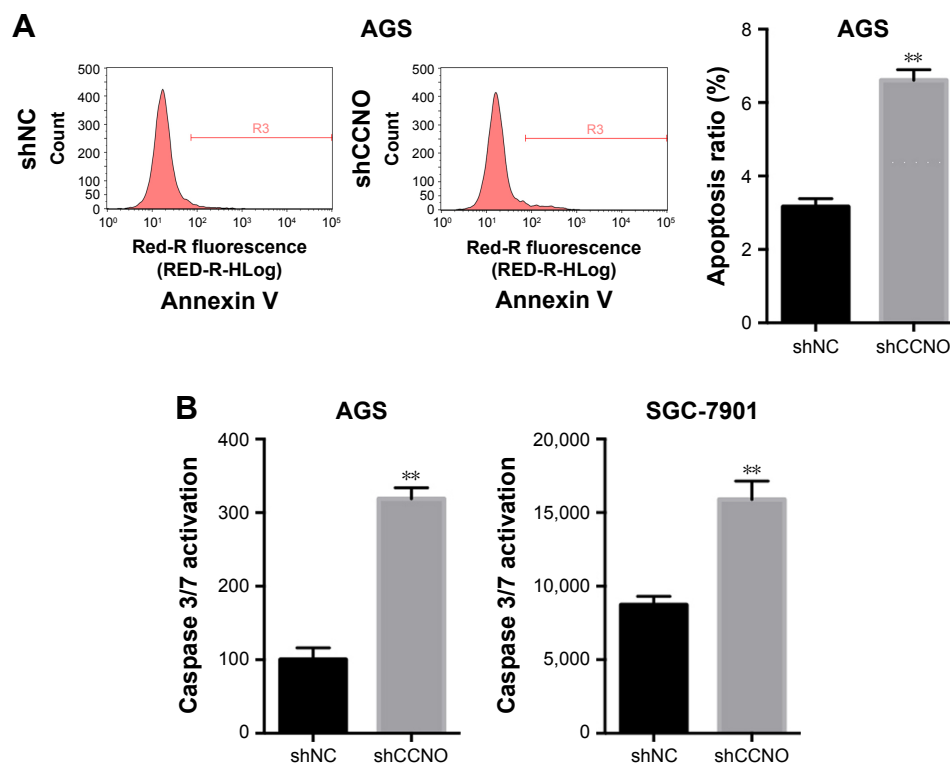 A
AGS
shNC
Count
500
400
300
200
100
50
0
R3
10⁰ 10¹ 10² 10³ 10⁴ 10⁵
Red-R fluorescence
(RED-R-HLog)
Annexin V
shCCNO
Count
500
400
300
200
100
50
0
R3
10⁰ 10¹ 10² 10³ 10⁴ 10⁵
Red-R fluorescence
(RED-R-HLog)
Annexin V
AGS
Apoptosis ratio (%)
8
6
4
2
0
**
shNC shCCNO
B
AGS
Caspase 3/7 activation
400
300
200
100
0
**
shNC shCCNO
SGC-7901
Caspase 3/7 activation
20,000
15,000
10,000
5,000
0
**
shNC shCCNO